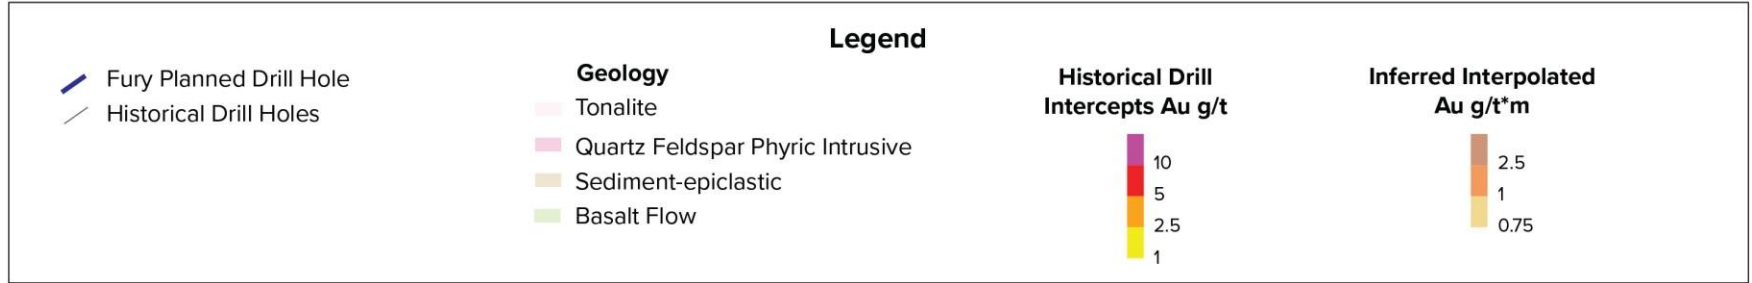 Legend
Fury Planned Drill Hole
Historical Drill Holes
Geology
Tonalite
Quartz Feldspar Phyric Intrusive
Sediment-epiclastic
Basalt Flow
Historical Drill
Intercepts Au g/t
10
5
2.5
1
Inferred Interpolated
Au g/t*m
2.5
1
0.75